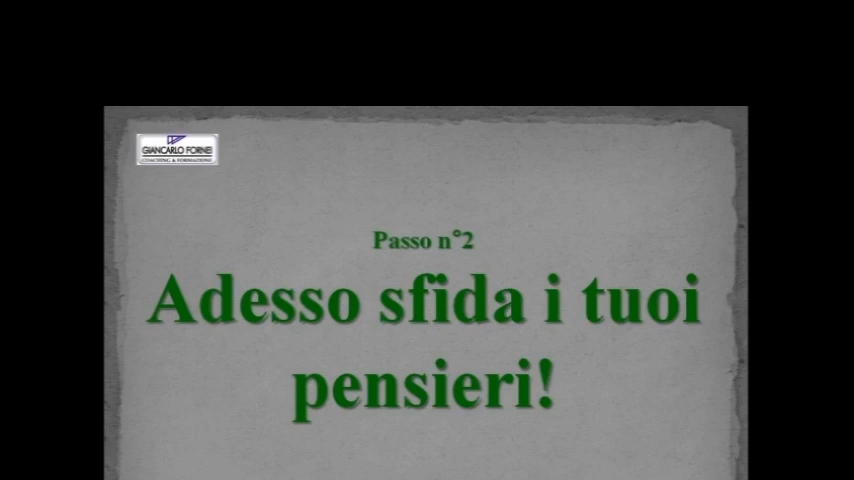 GIANCARLO FORNEI
COACHING & FORMAZIONE
Passo n°2
Adesso sfida i tuoi
pensieri!